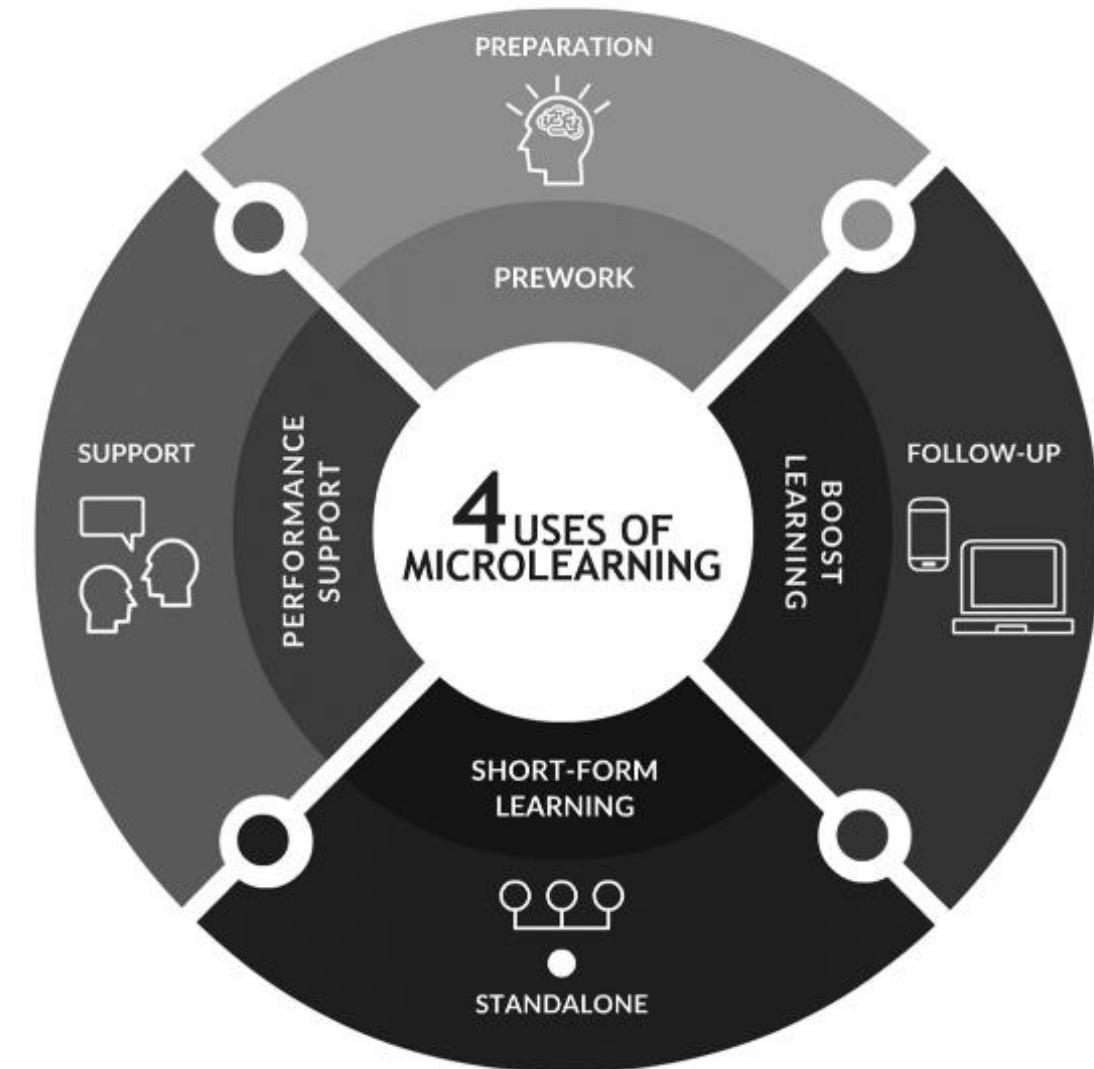 PREPARATION
PREWORK
SUPPORT
PERFORMANCE
SUPPORT
4 USES OF
MICROLEARNING
BOOST
LEARNING
FOLLOW-UP
SHORT-FORM
LEARNING
STANDALONE